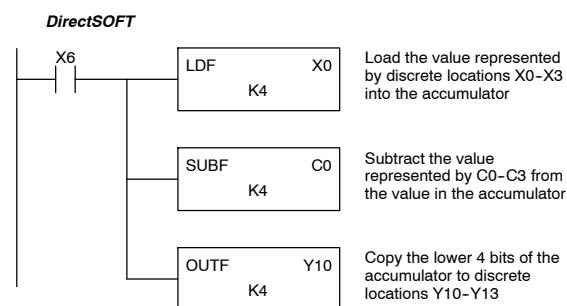 DirectSOFT
X6
LDF X0
K4
Load the value represented
by discrete locations X0-X3
into the accumulator
SUBF C0
K4
Subtract the value
represented by C0-C3 from
the value in the accumulator
OUTF Y10
K4
Copy the lower 4 bits of the
accumulator to discrete
locations Y10-Y13